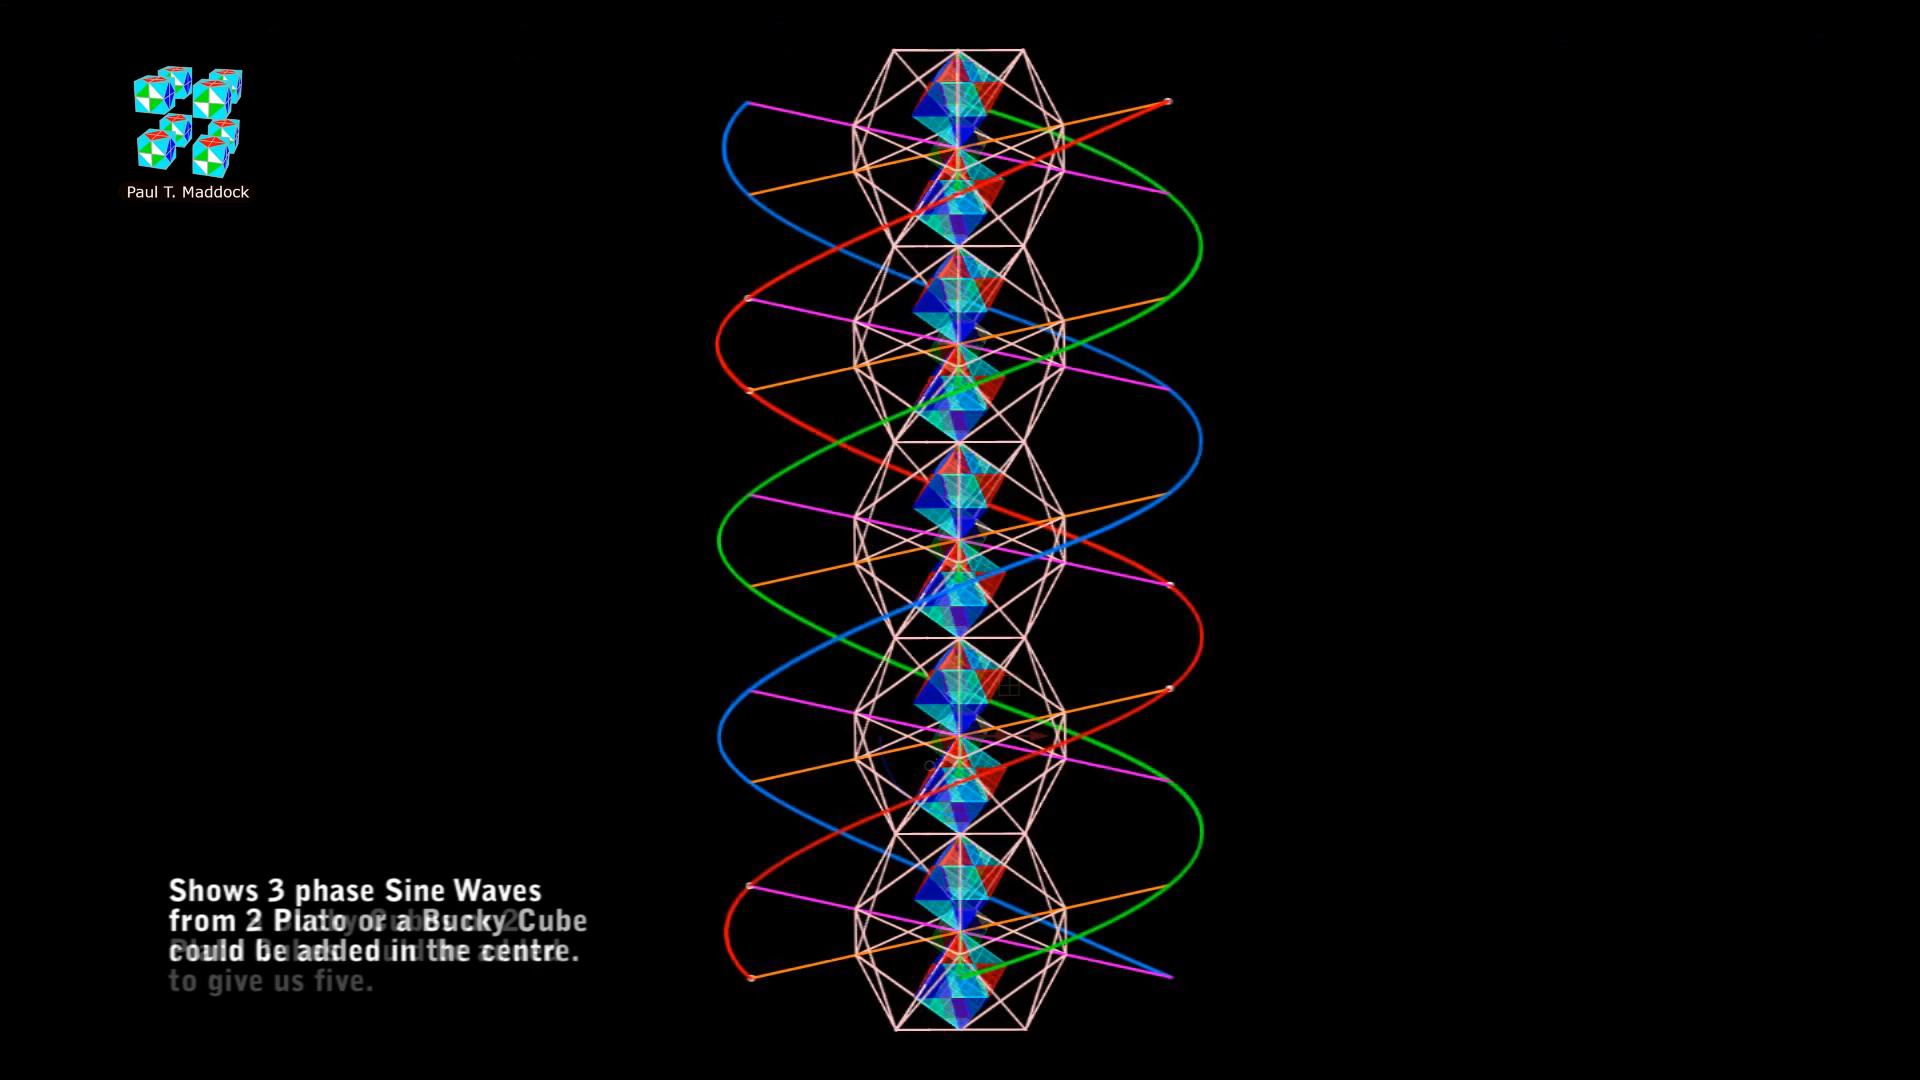 Paul T. Maddock
Shows 3 phase Sine Waves
from 2 Plato or a Bucky Cube
could be added in the centre.
to give us five.